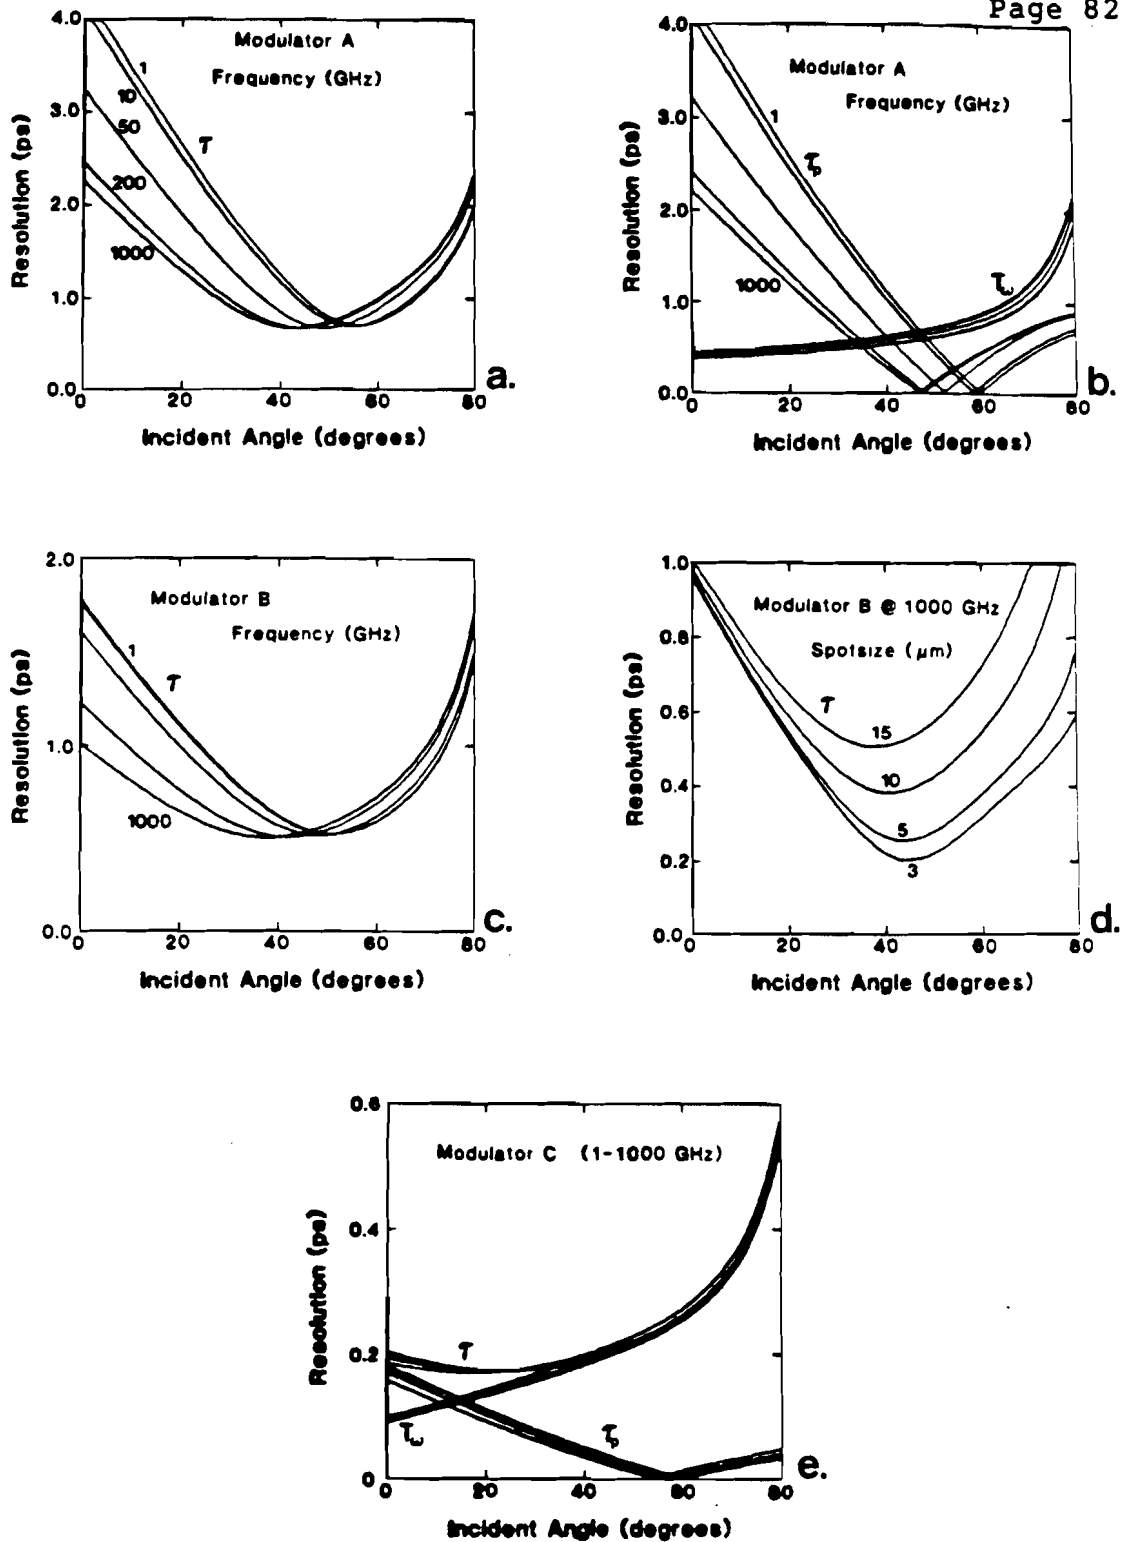 Page 82
4.0
3.0
2.0
1.0
0.0
Resolution (ps)
Modulator A
Frequency (GHz)
1
10
50
200
1000
τ
0 20 40 60 80
Incident Angle (degrees)
a.
4.0
3.0
2.0
1.0
0.0
Resolution (ps)
Modulator A
Frequency (GHz)
1
τp
1000
τω
0 20 40 60 80
Incident Angle (degrees)
b.
2.0
1.0
0.0
Resolution (ps)
Modulator B
Frequency (GHz)
1
τ
1000
0 20 40 60 80
Incident Angle (degrees)
c.
1.0
0.8
0.6
0.4
0.2
0.0
Resolution (ps)
Modulator B @ 1000 GHz
Spotsize (μm)
τ
15
10
5
3
0 20 40 60 80
Incident Angle (degrees)
d.
0.6
0.4
0.2
0
Resolution (ps)
Modulator C (1-1000 GHz)
τ
τω
τp
0 20 40 60 80
Incident Angle (degrees)
e.